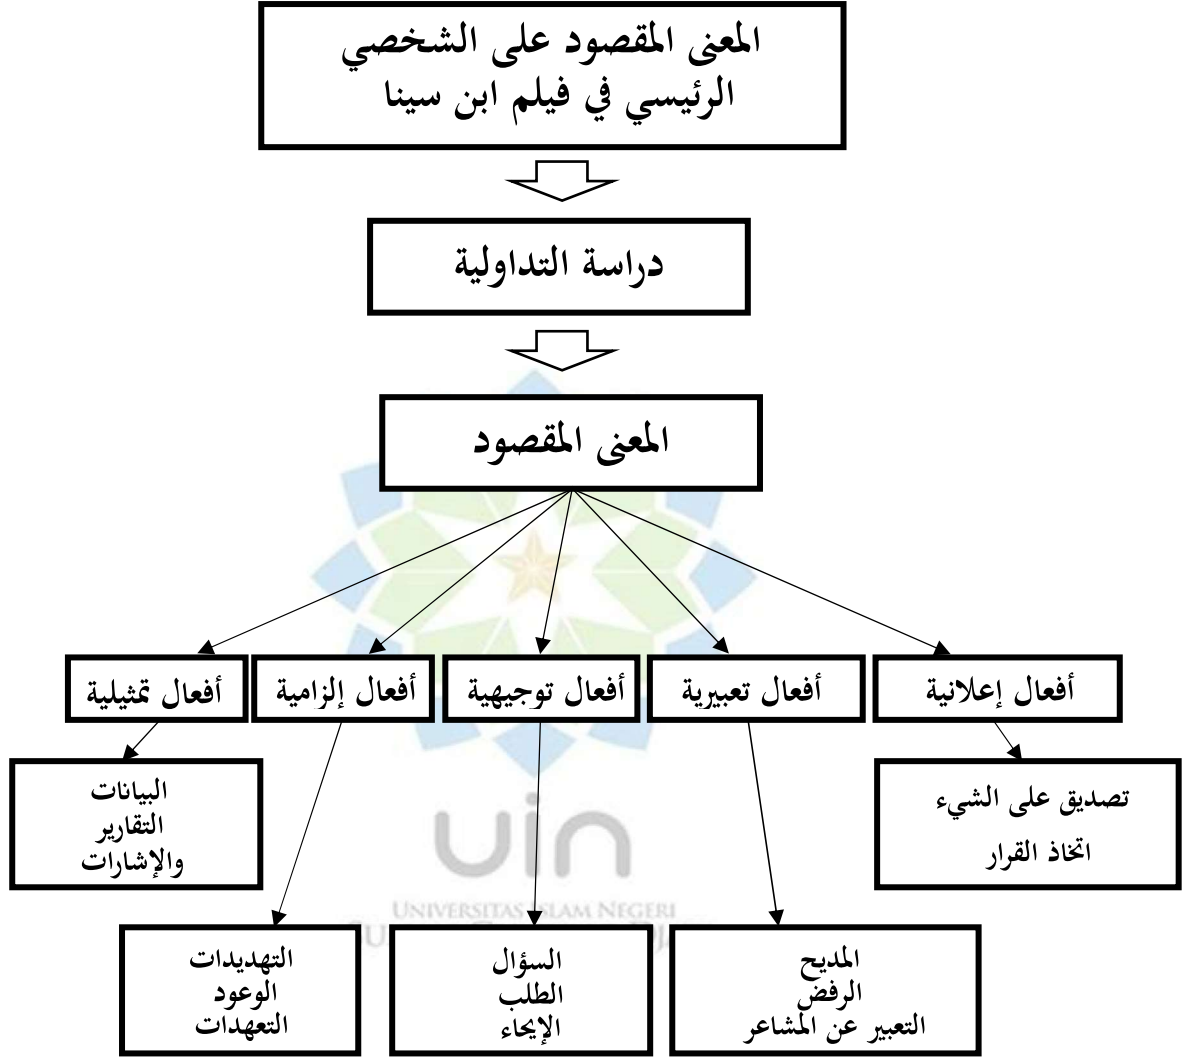 المعنى المقصود على الشخصي
الرئيسي في فيلم ابن سينا
دراسة التداولية
المعنى المقصود
أفعال إعلانية
أفعال تعبيرية
أفعال توجيهية
أفعال إلزامية
أفعال تمثيلية
تصديق على الشيء
اتخاذ القرار
البيانات
التقارير
والإشارات
uin
UNIVERSITAS ISLAM NEGERI
المديح
الرفض
التعبير عن المشاعر
السؤال
الطلب
الإيحاء
التهديدات
الوعود
التعهدات